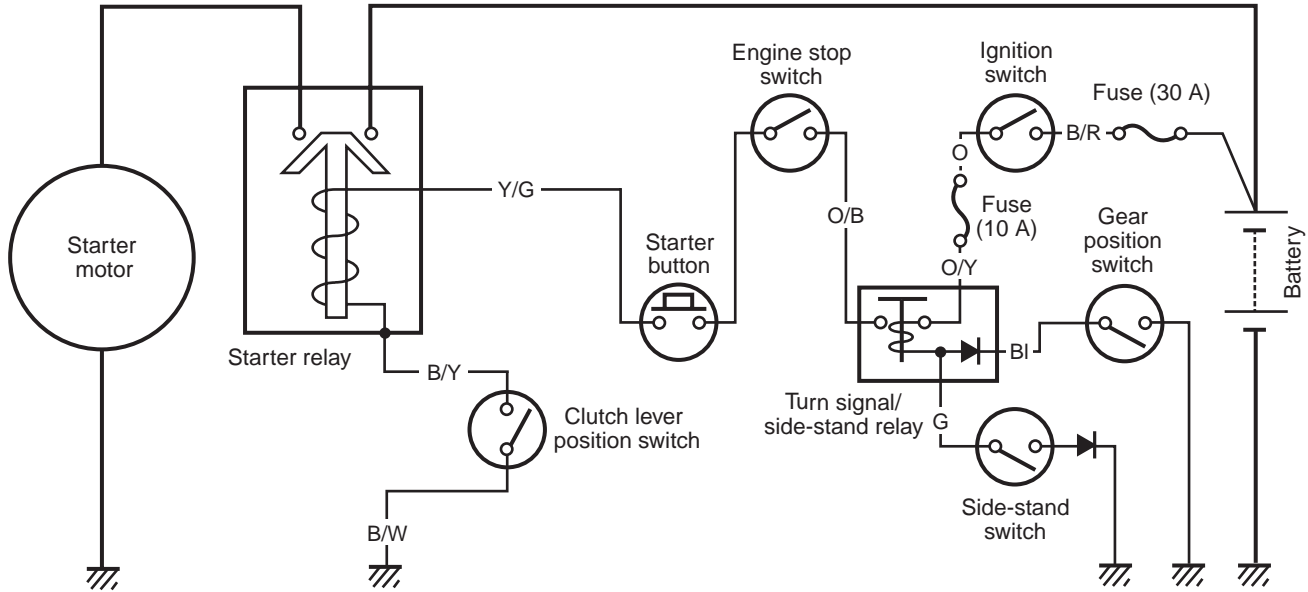 Engine stop
switch
Ignition
switch
Fuse (30 A)
B/R
O
Y/G
Fuse
(10 A)
O/B
Gear
position
switch
Starter
motor
Starter
button
O/Y
Battery
Starter relay
B/Y
Bl
Turn signal/
side-stand relay
G
Clutch lever
position switch
Side-stand
switch
B/W